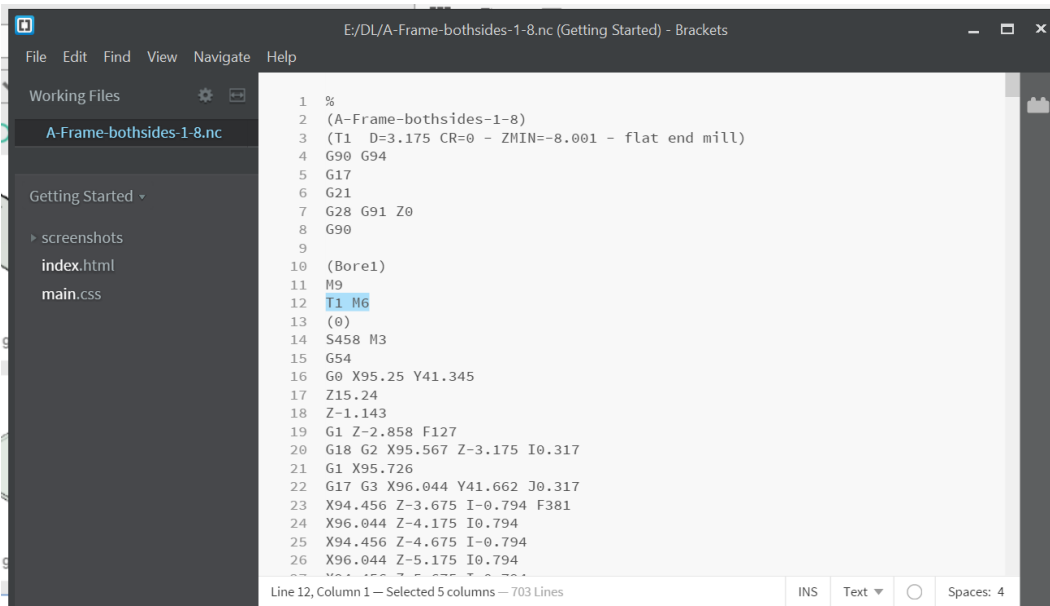 E:/DL/A-Frame-bothsides-1-8.nc (Getting Started) - Brackets
File Edit Find View Navigate Help
Working Files
A-Frame-bothsides-1-8.nc
Getting Started
screenshots
index.html
main.css
1 %
2 (A-Frame-bothsides-1-8)
3 (T1 D=3.175 CR=0 - ZMIN=-8.001 - flat end mill)
4 G90 G94
5 G17
6 G21
7 G28 G91 Z0
8 G90
9
10 (Bore1)
11 M9
12 T1 M6
13 (0)
14 S458 M3
15 G54
16 G0 X95.25 Y41.345
17 Z15.24
18 Z-1.143
19 G1 Z-2.858 F127
20 G18 G2 X95.567 Z-3.175 I0.317
21 G1 X95.726
22 G17 G3 X96.044 Y41.662 J0.317
23 X94.456 Z-3.675 I-0.794 F381
24 X96.044 Z-4.175 I0.794
25 X94.456 Z-4.675 I-0.794
26 X96.044 Z-5.175 I0.794
Line 12, Column 1 — Selected 5 columns — 703 Lines
INS Text Spaces: 4